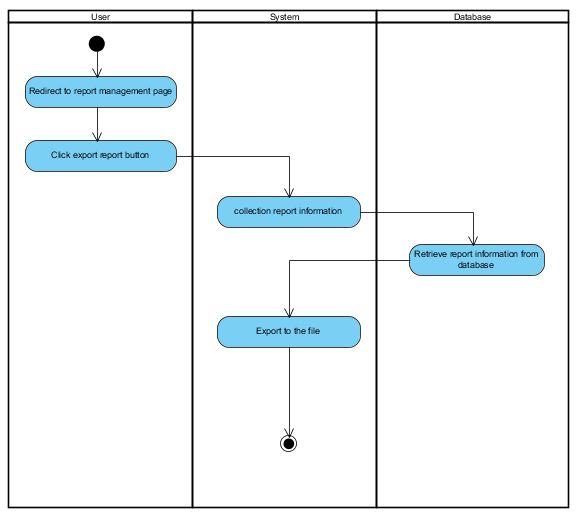 User
System
Database
Redirect to report management page
Click export report button
collection report information
Retrieve report information from
database
Export to the file